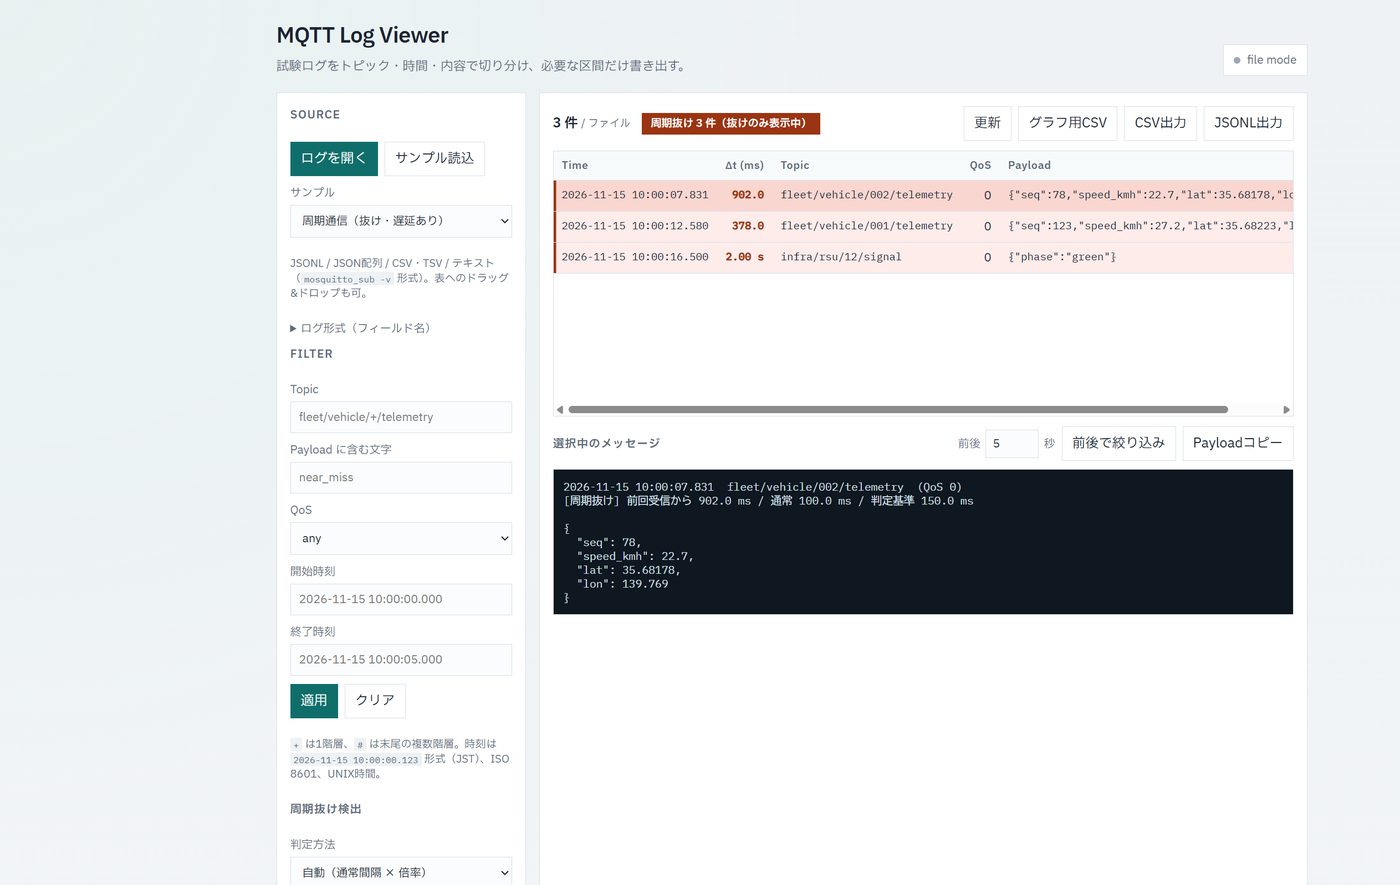 MQTT Log Viewer
試験ログをトピック・時間・内容で切り分け、必要な区間だけ書き出す。
file mode
SOURCE
ログを開く サンプル読込
サンプル
周期通信（抜け・遅延あり）
JSONL / JSON配列 / CSV・TSV / テキスト
（mosquitto_sub -v 形式）。表へのドラッグ
&ドロップも可。
▶ ログ形式（フィールド名）
FILTER
Topic
fleet/vehicle/+/telemetry
Payload に含む文字
near_miss
QoS
any
開始時刻
2026-11-15 10:00:00.000
終了時刻
2026-11-15 10:00:05.000
適用 クリア
+ は1階層、# は末尾の複数階層。時刻は
2026-11-15 10:00:00.123 形式（JST）、ISO
8601、UNIX時間。
周期抜け検出
判定方法
自動（通常間隔 × 倍率）
3 件 / ファイル 周期抜け 3 件（抜けのみ表示中） 更新 グラフ用CSV CSV出力 JSONL出力
Time Δt (ms) Topic QoS Payload
2026-11-15 10:00:07.831 902.0 fleet/vehicle/002/telemetry 0 {"seq":78,"speed_kmh":22.7,"lat":35.68178,"lo
2026-11-15 10:00:12.580 378.0 fleet/vehicle/001/telemetry 0 {"seq":123,"speed_kmh":27.2,"lat":35.68223,"l
2026-11-15 10:00:16.500 2.00 s infra/rsu/12/signal 0 {"phase":"green"}
選択中のメッセージ 前後 5 秒 前後で絞り込み Payloadコピー
2026-11-15 10:00:07.831 fleet/vehicle/002/telemetry (QoS 0)
[周期抜け] 前回受信から 902.0 ms / 通常 100.0 ms / 判定基準 150.0 ms
{
"seq": 78,
"speed_kmh": 22.7,
"lat": 35.68178,
"lon": 139.769
}